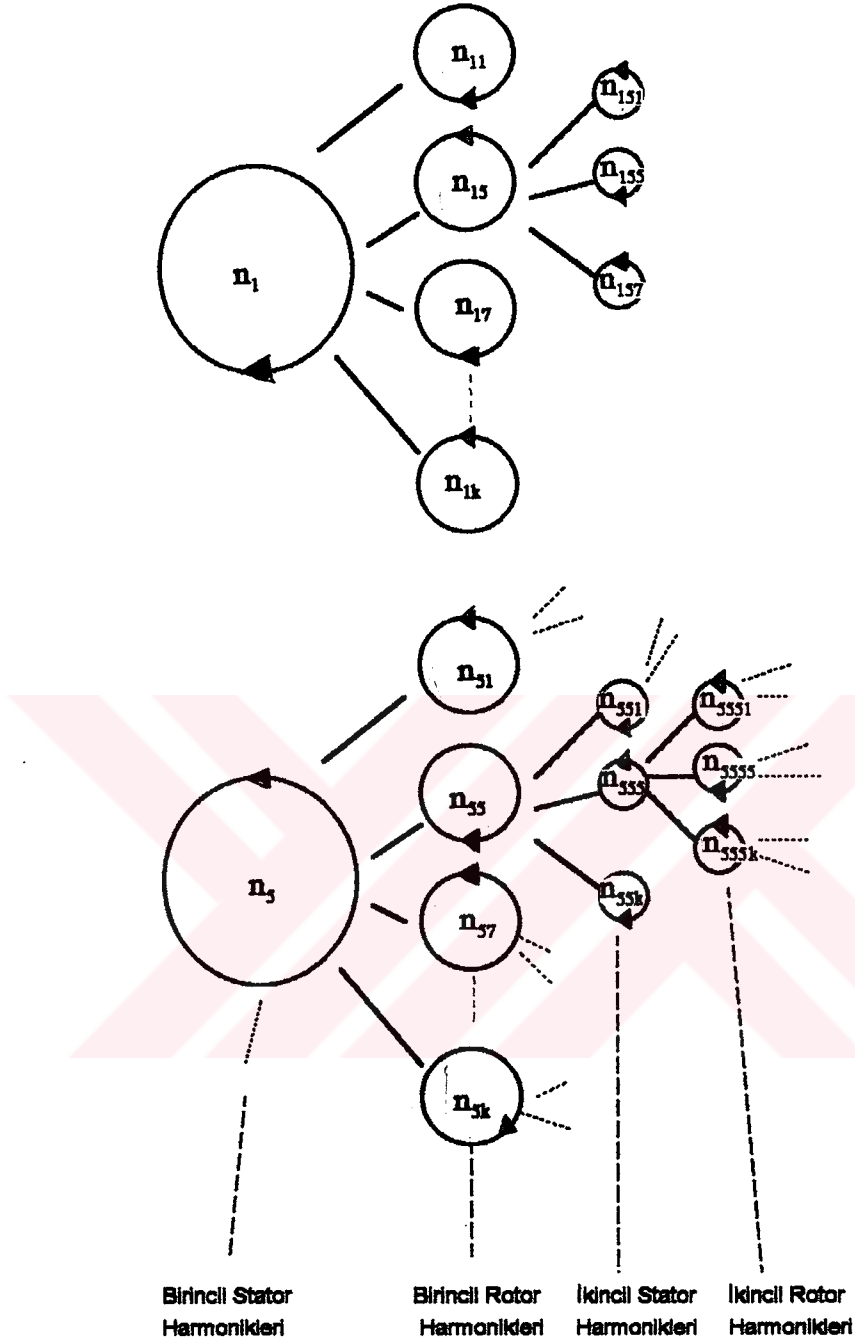 n₁₁
n₁₅₁
n₁₅
n₁₅₅
n₁
n₁₅₇
n₁₇
n₁ₖ
n₅₁
n₅₅₁
n₅₅₅₁
n₅₅
n₅₅₅
n₅₅₅₅
n₅₅₅ₖ
n₅
n₅₅ₖ
n₅₇
n₅ₖ
Birincil Stator Harmonikleri
Birincil Rotor Harmonikleri
İkincil Stator Harmonikleri
İkincil Rotor Harmonikleri